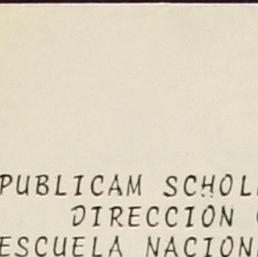 PUBLICAM SCHOL
DIRECCIÓN
ESCUELA NACION